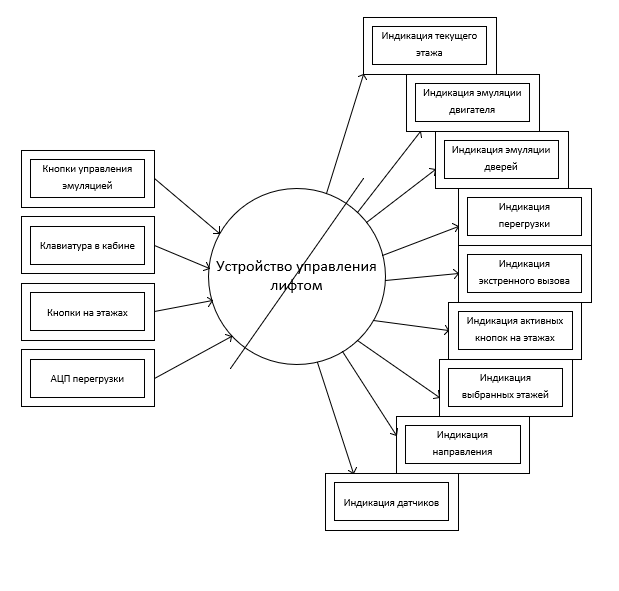 Индикация текущего
этажа
Индикация эмуляции
двигателя
Индикация эмуляции
дверей
Индикация
перегрузки
Индикация
экстренного вызова
Индикация активных
кнопок на этажах
Индикация
выбранных этажей
Индикация
направления
Индикация датчиков
Кнопки управления
эмуляцией
Клавиатура в кабине
Кнопки на этажах
АЦП перегрузки
Устройство управления
лифтом